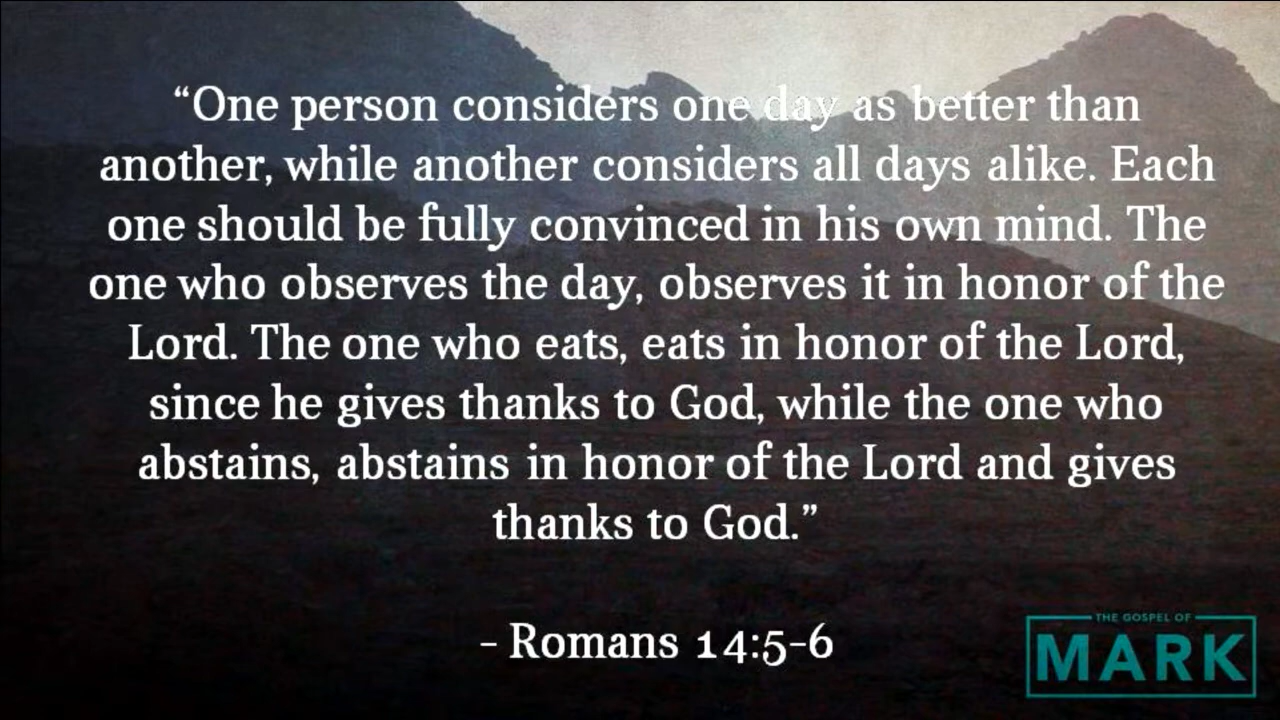 “One person considers one day as better than
another, while another considers all days alike. Each
one should be fully convinced in his own mind. The
one who observes the day, observes it in honor of the
Lord. The one who eats, eats in honor of the Lord,
since he gives thanks to God, while the one who
abstains, abstains in honor of the Lord and gives
thanks to God.”
- Romans 14:5-6
THE GOSPEL OF
MARK